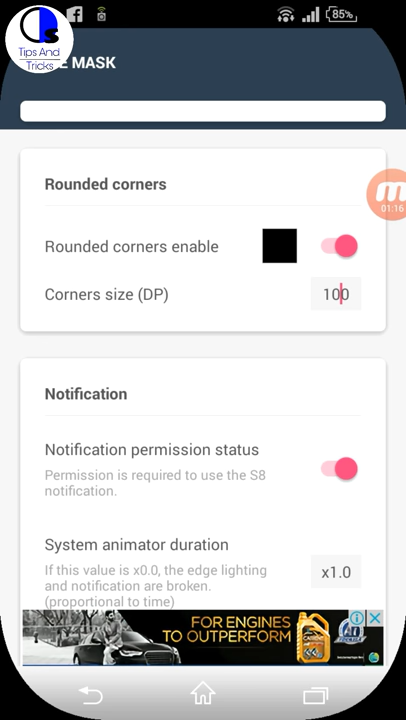 85%
Tips And
Tricks
E MASK
Rounded corners
01:16
Rounded corners enable
Corners size (DP)
100
Notification
Notification permission status
Permission is required to use the S8
notification.
System animator duration
If this value is x0.0, the edge lighting
and notification are broken.
(proportional to time)
x1.0
FOR ENGINES
TO OUTPERFORM